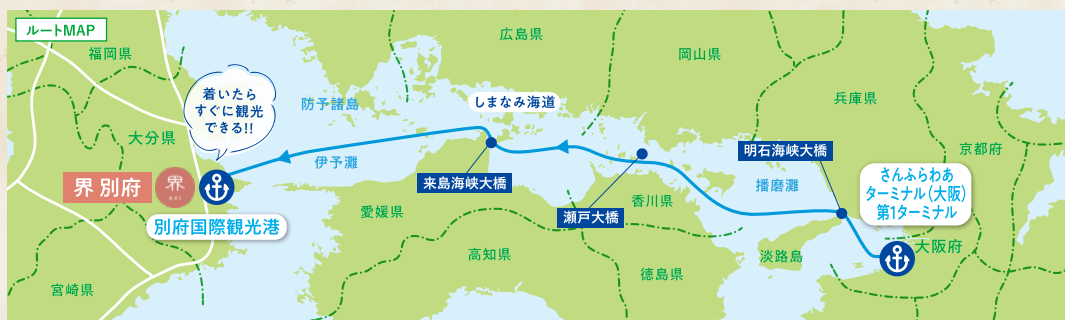 ルートMAP
福岡県
広島県
岡山県
兵庫県
京都府
着いたら
すぐに観光
できる!!
防予諸島
しまなみ海道
大分県
伊予灘
明石海峡大橋
界 別府
界
来島海峡大橋
播磨灘
さんふらわあ
ターミナル(大阪)
第1ターミナル
愛媛県
香川県
瀬戸大橋
別府国際観光港
高知県
徳島県
淡路島
大阪府
宮崎県